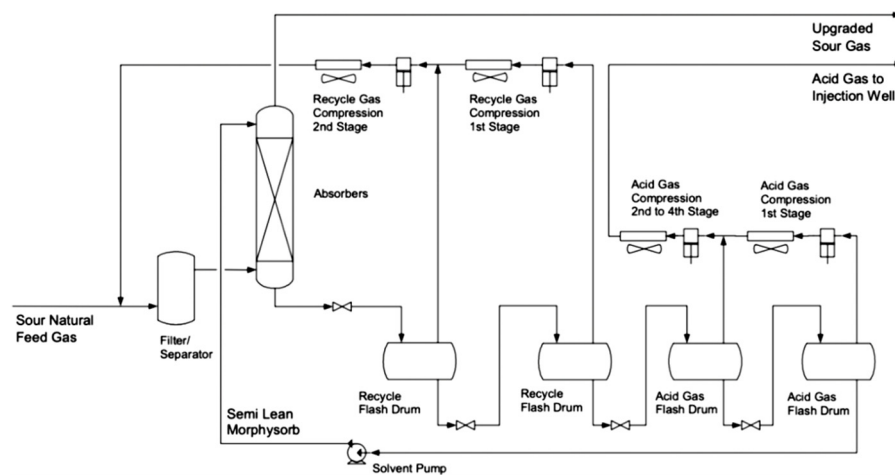 Upgraded
Sour Gas
Acid Gas to
Injection Well
Recycle Gas
Compression
2nd Stage
Recycle Gas
Compression
1st Stage
Absorbers
Acid Gas
Compression
2nd to 4th Stage
Acid Gas
Compression
1st Stage
Sour Natural
Feed Gas
Filter/
Separator
Recycle
Flash Drum
Recycle
Flash Drum
Acid Gas
Flash Drum
Acid Gas
Flash Drum
Semi Lean
Morphysorb
Solvent Pump